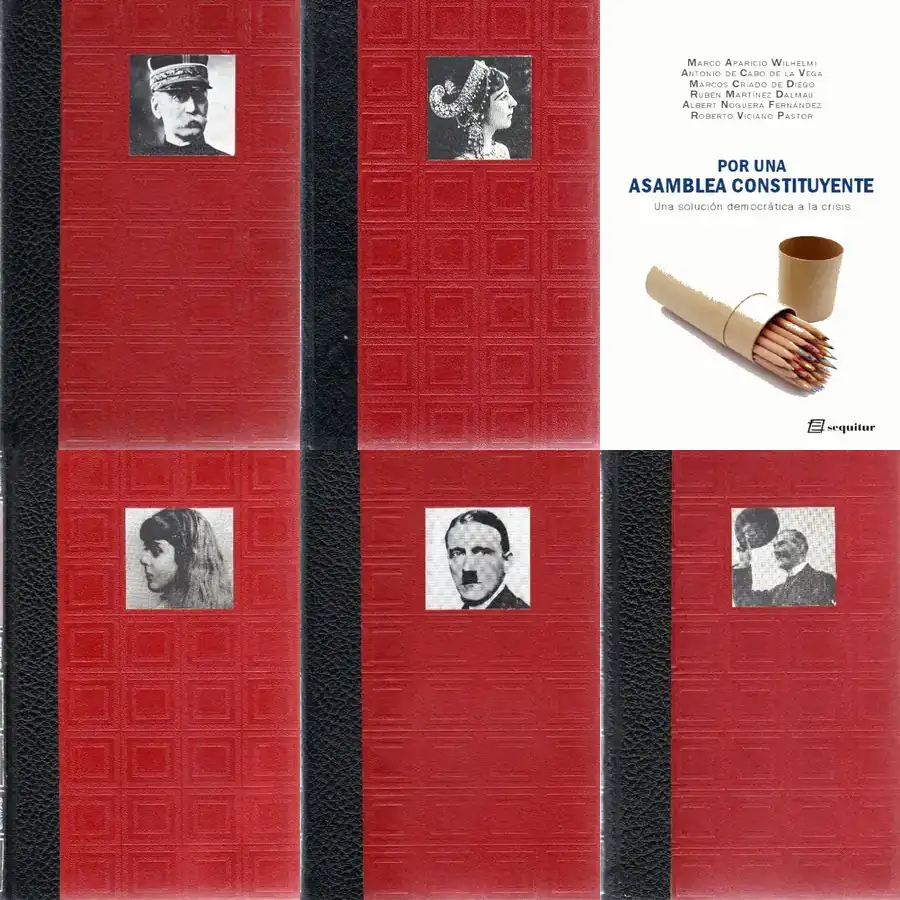 MARCO APARICIO WILHELMI
ANTONIO DE CABO DE LA VEGA
MARCOS CRIADO DE DIEGO
RUBÉN MARTÍNEZ DALMAU
ALBERT NOGUERA FERNÁNDEZ
ROBERTO VICIANO PASTOR
POR UNA
ASAMBLEA CONSTITUYENTE
Una solución democrática a la crisis
sequitur